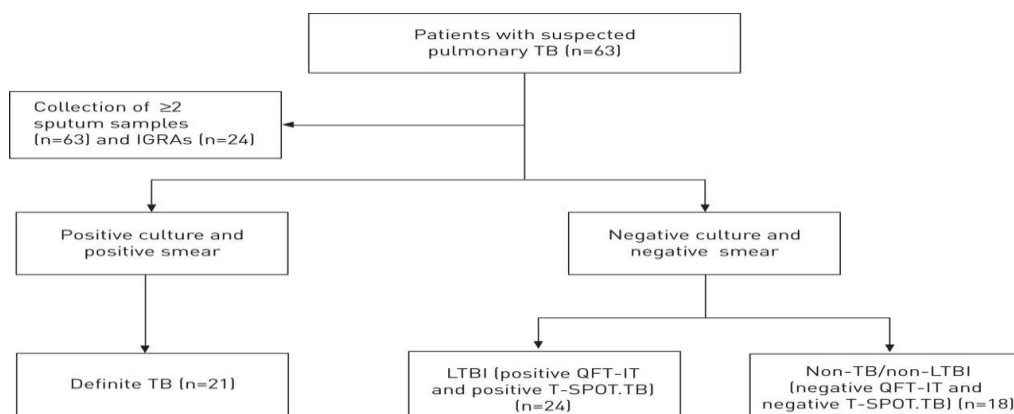 Patients with suspected
pulmonary TB (n=63)
Collection of ≥2
sputum samples
(n=63) and IGRAs (n=24)
Positive culture and
positive smear
Negative culture and
negative smear
Definite TB (n=21)
LTBI (positive QFT-IT
and positive T-SPOT.TB)
(n=24)
Non-TB/non-LTBI
(negative QFT-IT and
negative T-SPOT.TB) (n=18)